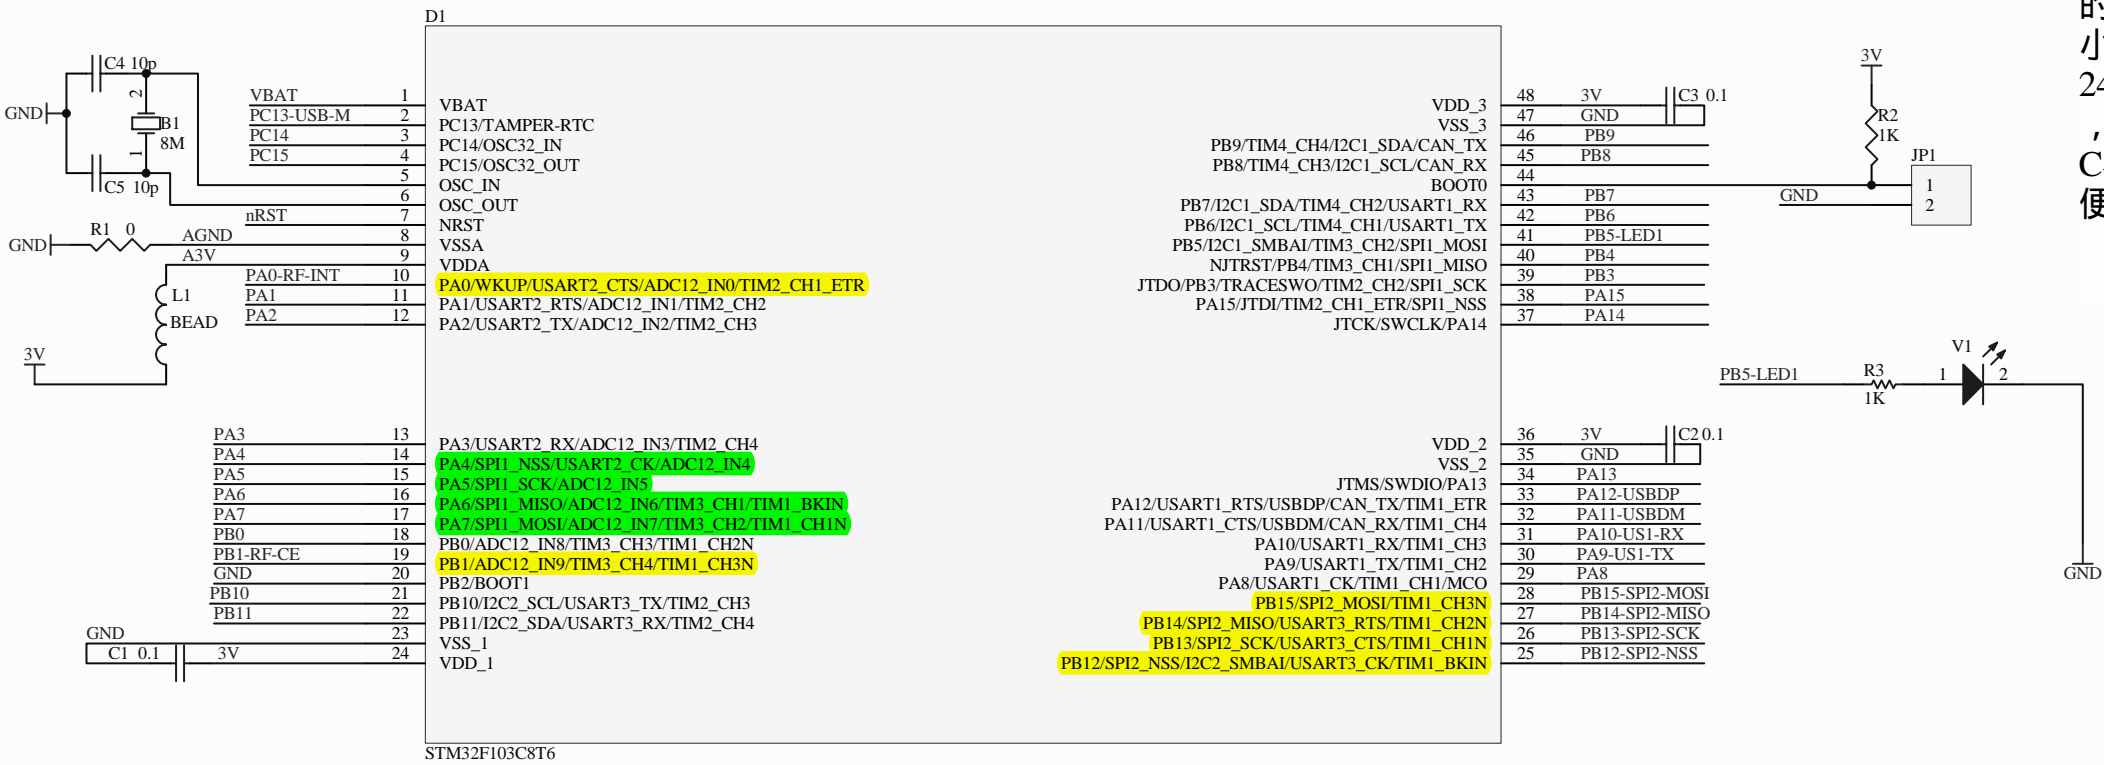 D1
C4 10p
GND
2
B1
8M
1
C5 10p
VBAT 1 VBAT
PC13-USB-M 2 PC13/TAMPER-RTC
PC14 3 PC14/OSC32_IN
PC15 4 PC15/OSC32_OUT
5 OSC_IN
6 OSC_OUT
nRST 7 NRST
GND R1 0 AGND 8 VSSA
A3V 9 VDDA
PA0-RF-INT 10 PA0/WKUP/USART2_CTS/ADC12_IN0/TIM2_CH1_ETR
PA1 11 PA1/USART2_RTS/ADC12_IN1/TIM2_CH2
PA2 12 PA2/USART2_TX/ADC12_IN2/TIM2_CH3
L1
BEAD
3V
PA3 13 PA3/USART2_RX/ADC12_IN3/TIM2_CH4
PA4 14 PA4/SPI1_NSS/USART2_CK/ADC12_IN4
PA5 15 PA5/SPI1_SCK/ADC12_IN5
PA6 16 PA6/SPI1_MISO/ADC12_IN6/TIM3_CH1/TIM1_BKIN
PA7 17 PA7/SPI1_MOSI/ADC12_IN7/TIM3_CH2/TIM1_CH1N
PB0 18 PB0/ADC12_IN8/TIM3_CH3/TIM1_CH2N
PB1-RF-CE 19 PB1/ADC12_IN9/TIM3_CH4/TIM1_CH3N
GND 20 PB2/BOOT1
PB10 21 PB10/I2C2_SCL/USART3_TX/TIM2_CH3
PB11 22 PB11/I2C2_SDA/USART3_RX/TIM2_CH4
GND 23 VSS_1
C1 0.1 3V 24 VDD_1
VDD_3 48 3V C3 0.1
VSS_3 47 GND
PB9/TIM4_CH4/I2C1_SDA/CAN_TX 46 PB9
PB8/TIM4_CH3/I2C1_SCL/CAN_RX 45 PB8
BOOT0 44
PB7/I2C1_SDA/TIM4_CH2/USART1_RX 43 PB7
PB6/I2C1_SCL/TIM4_CH1/USART1_TX 42 PB6
PB5/I2C1_SMBAI/TIM3_CH2/SPI1_MOSI 41 PB5-LED1
NJTRST/PB4/TIM3_CH1/SPI1_MISO 40 PB4
JTDO/PB3/TRACESWO/TIM2_CH2/SPI1_SCK 39 PB3
PA15/JTDI/TIM2_CH1_ETR/SPI1_NSS 38 PA15
JTCK/SWCLK/PA14 37 PA14
VDD_2 36 3V C2 0.1
VSS_2 35 GND
JTMS/SWDIO/PA13 34 PA13
PA12/USART1_RTS/USBDP/CAN_TX/TIM1_ETR 33 PA12-USBDP
PA11/USART1_CTS/USBDM/CAN_RX/TIM1_CH4 32 PA11-USBDM
PA10/USART1_RX/TIM1_CH3 31 PA10-US1-RX
PA9/USART1_TX/TIM1_CH2 30 PA9-US1-TX
PA8/USART1_CK/TIM1_CH1/MCO 29 PA8
PB15/SPI2_MOSI/TIM1_CH3N 28 PB15-SPI2-MOSI
PB14/SPI2_MISO/USART3_RTS/TIM1_CH2N 27 PB14-SPI2-MISO
PB13/SPI2_SCK/USART3_CTS/TIM1_CH1N 26 PB13-SPI2-SCK
PB12/SPI2_NSS/I2C2_SMBAI/USART3_CK/TIM1_BKIN 25 PB12-SPI2-NSS
STM32F103C8T6
3V
R2
1K
JP1
1
GND 2
V1
PB5-LED1 R3 1 2
1K
GND
的
小
24
,
C
便